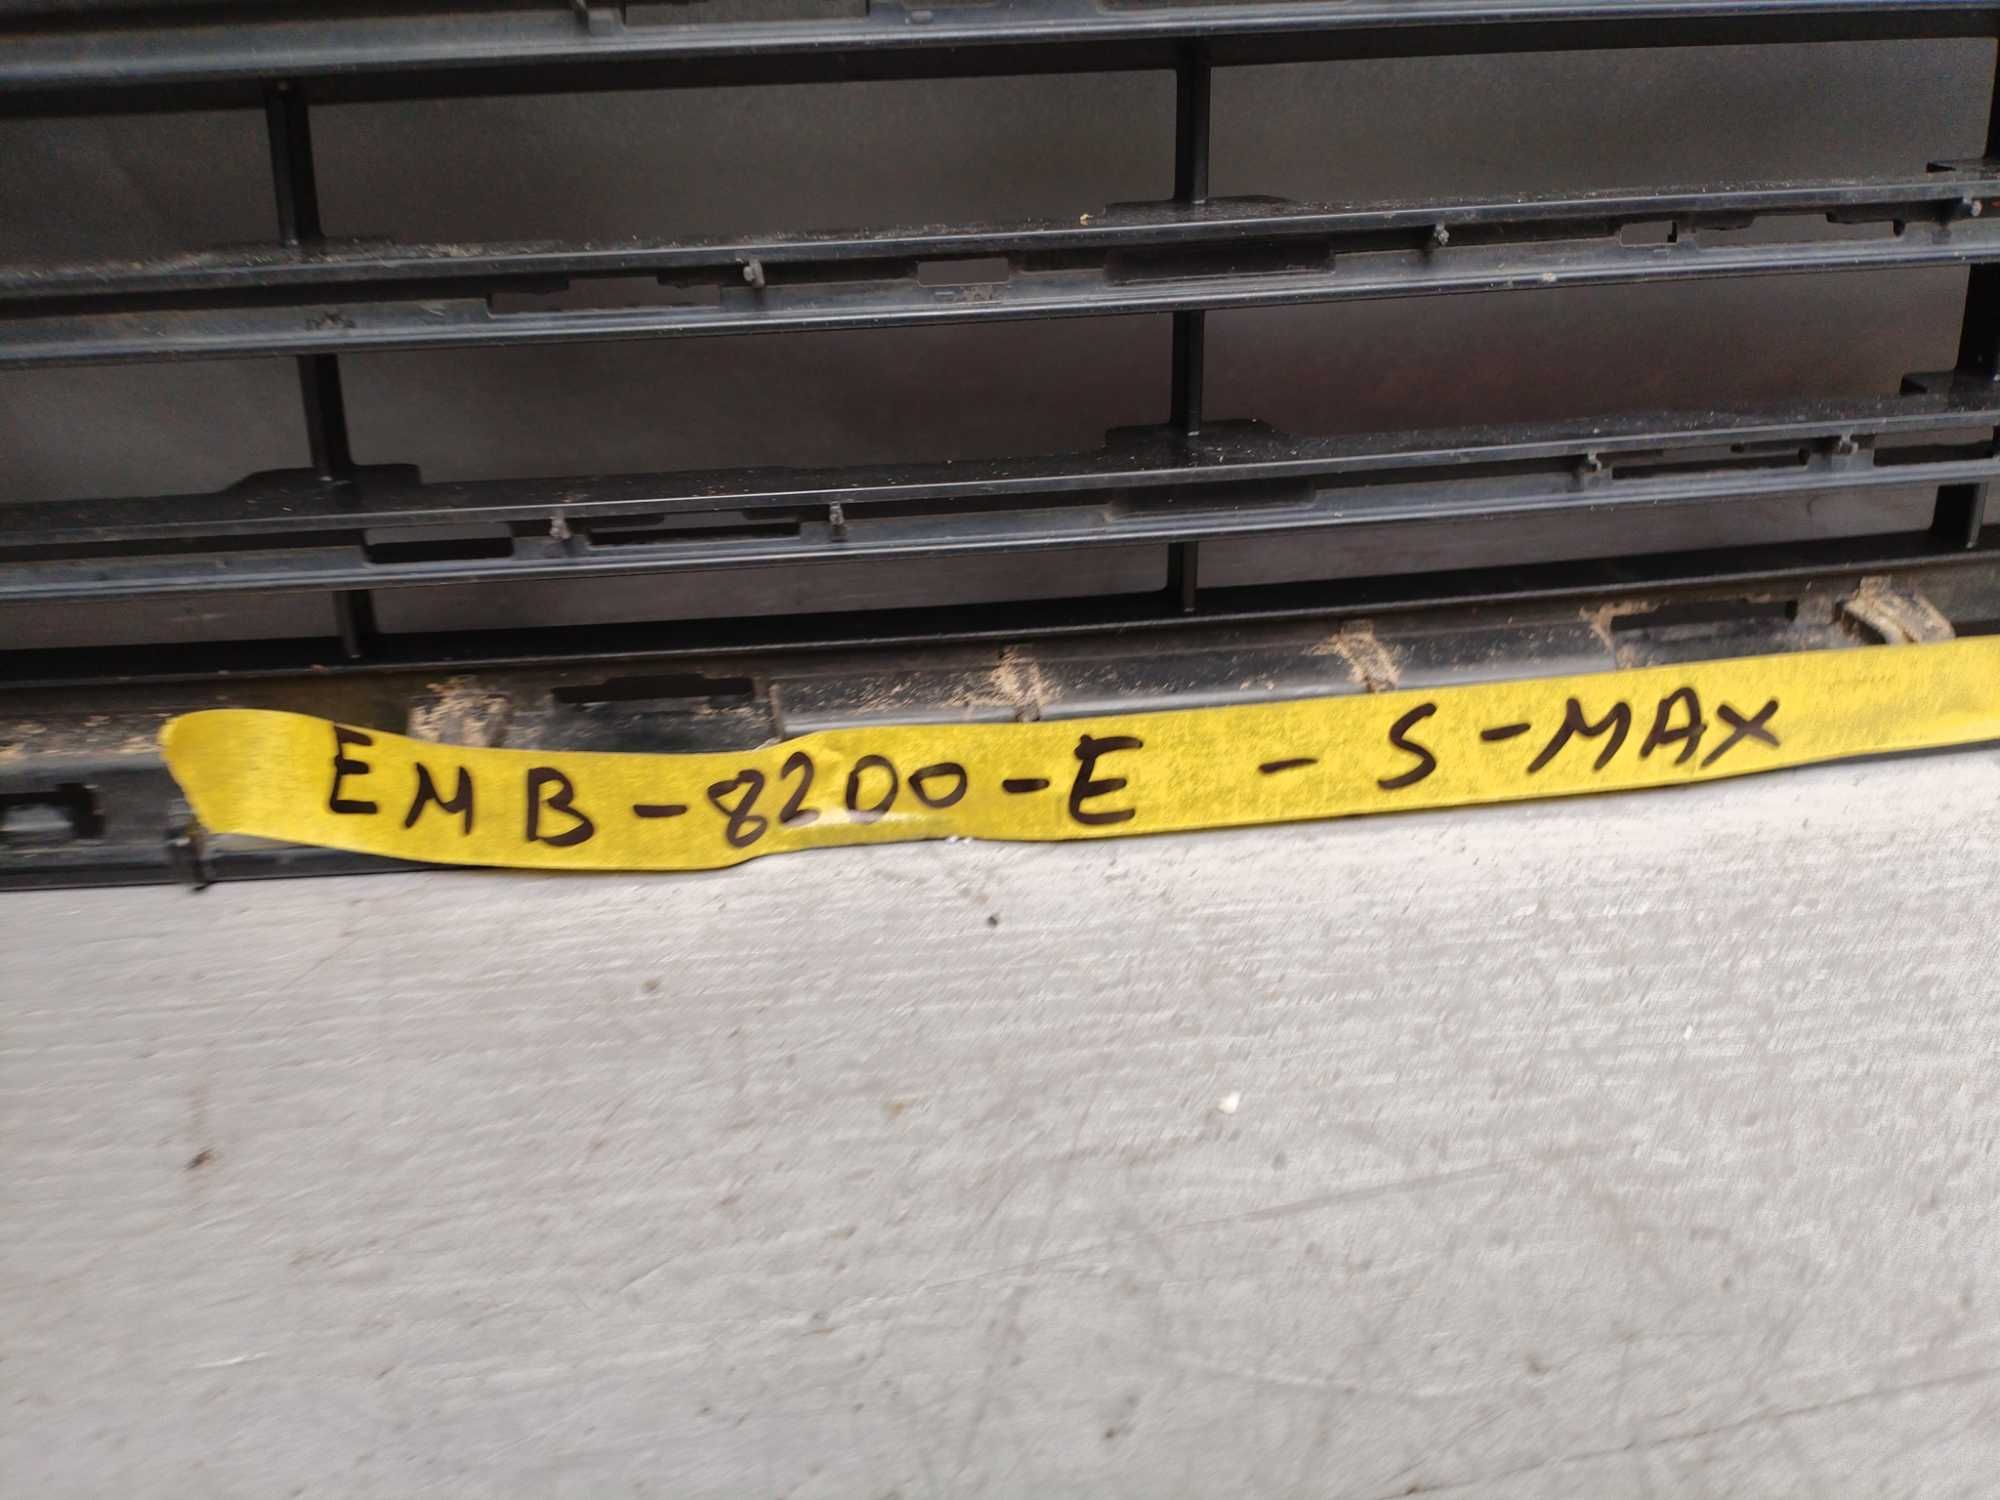 EMB-8200-E - S-MAX